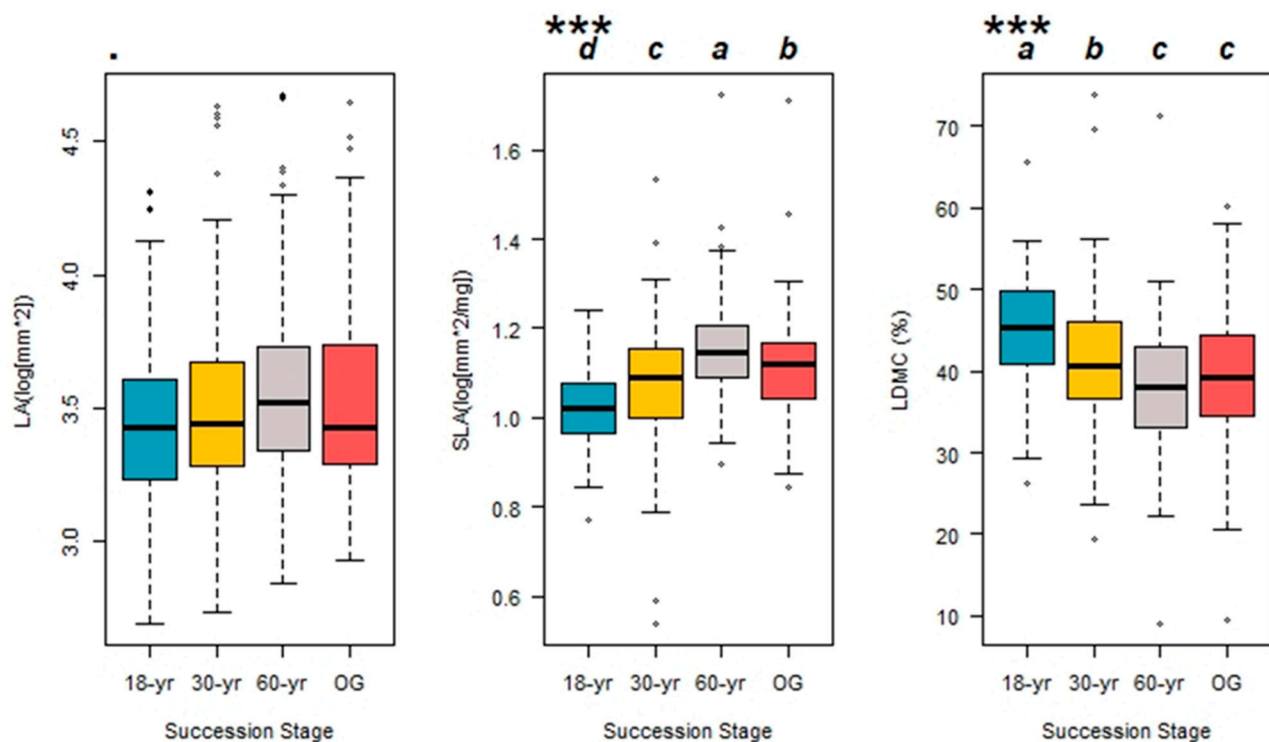 .
*** d c a b
*** a b c c
LA(log[mm^2])
4.5
4.0
3.5
3.0
18-yr 30-yr 60-yr OG
Succession Stage
SLA(log[mm^2/mg])
1.6
1.4
1.2
1.0
0.8
0.6
18-yr 30-yr 60-yr OG
Succession Stage
LDMC (%)
70
60
50
40
30
20
10
18-yr 30-yr 60-yr OG
Succession Stage